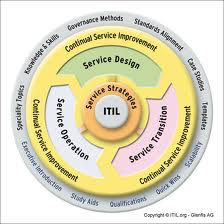 Governance Methods
Standards Alignment
Case Studies
Templates
Scalability
Quick Wins
Qualifications
Study Aids
Executive Introduction
Speciality Topics
Knowledge & Skills
Continual Service Improvement
Continual Service Improvement
Continual Service Improvement
Service Design
Service Transition
Service Operation
Service Strategies
ITIL
Copyright © ITIL.org - Glenfis AG